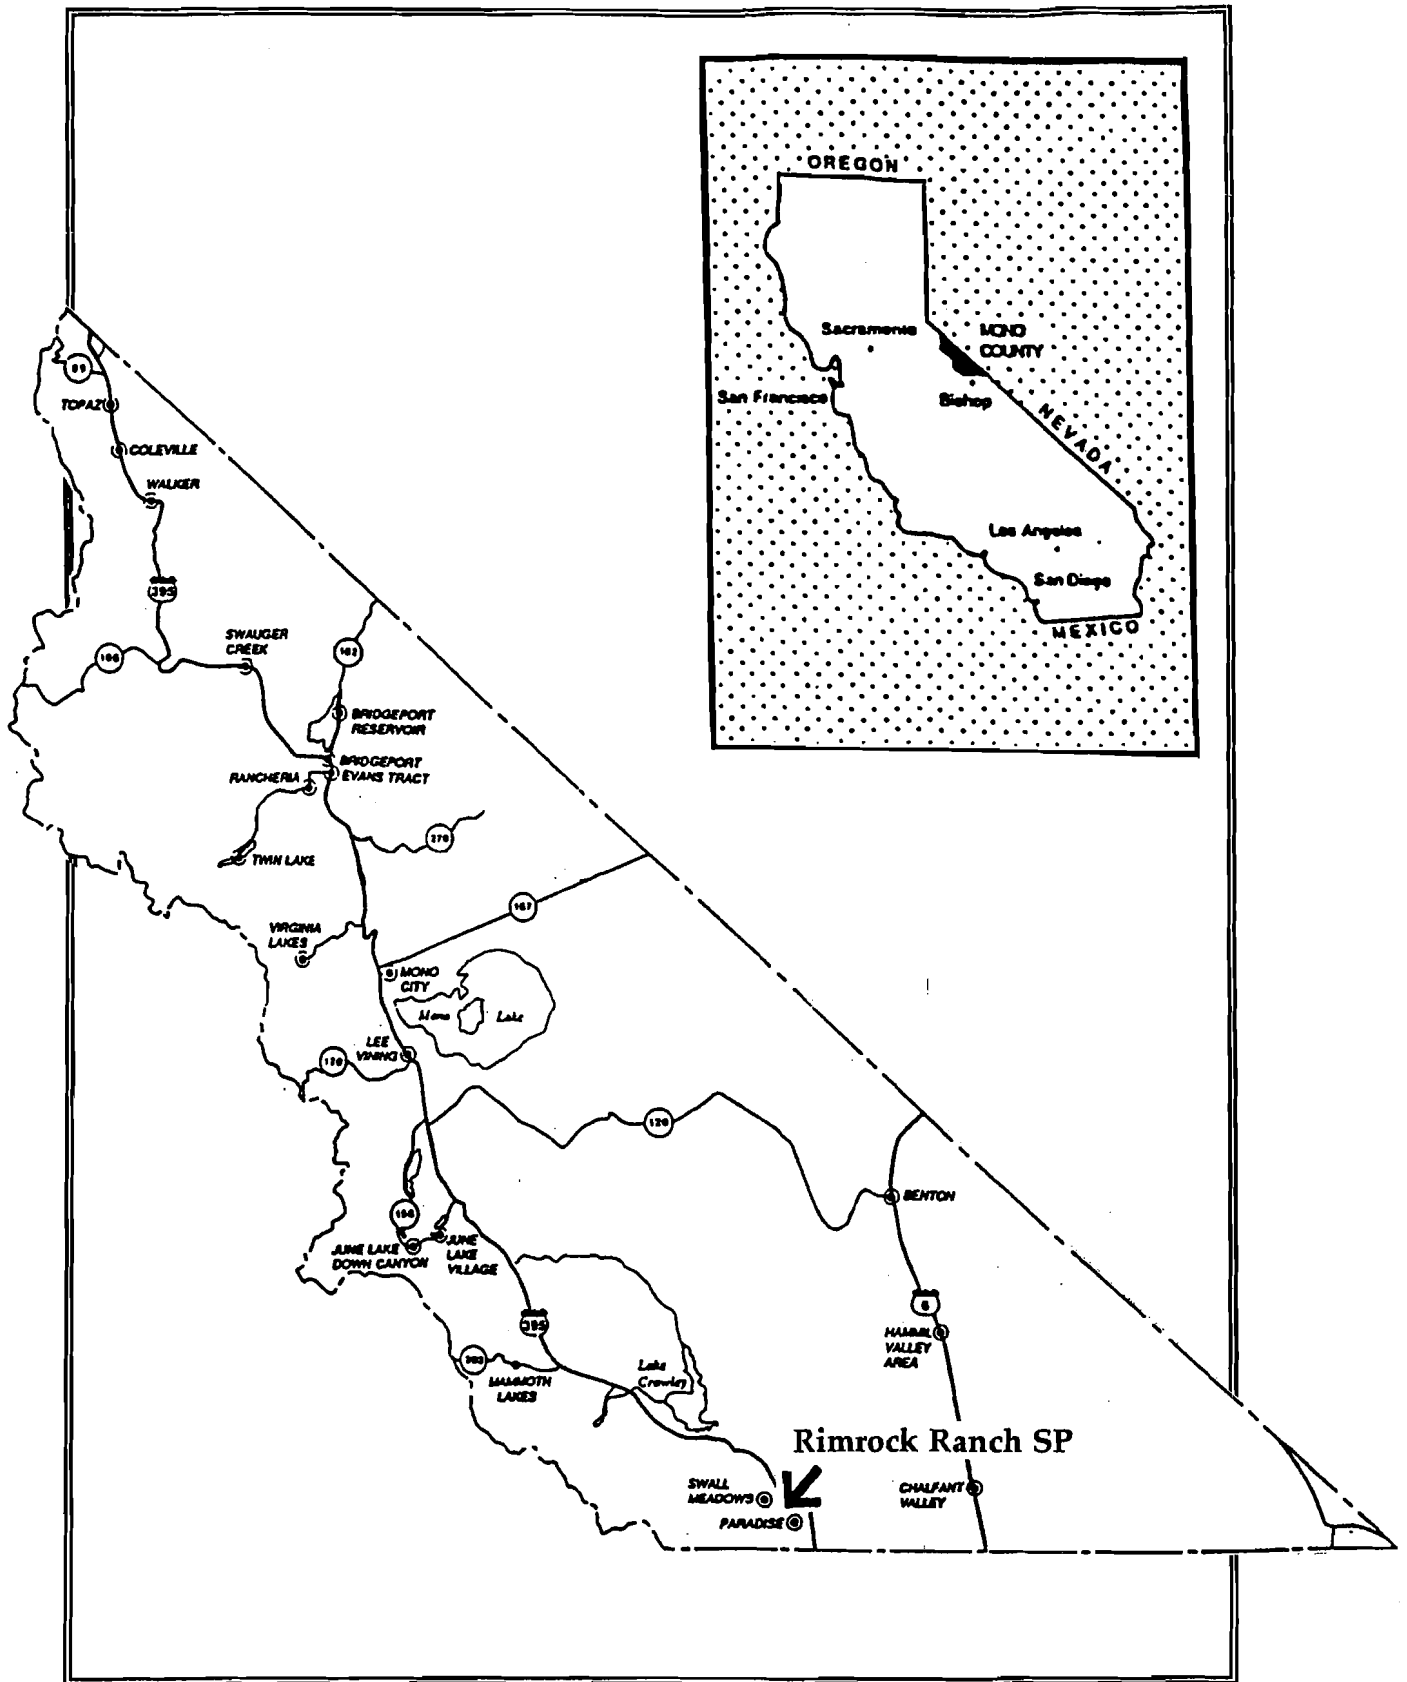 OREGON
Sacramento
MONO
COUNTY
San Francisco
Bishop
NEVADA
Los Angeles
San Diego
MEXICO
89
TOPAZ
COLEVILLE
WALKER
395
SWAUGER
CREEK
182
BRIDGEPORT
RESERVOIR
BRIDGEPORT
EVANS TRACT
RANCHERIA
270
TWIN LAKE
167
VIRGINIA
LAKES
MONO
CITY
Mono Lake
LEE
VINING
120
120
BENTON
158
JUNE LAKE
DOWN CANYON
JUNE
LAKE
VILLAGE
6
395
HAMMIL
VALLEY
AREA
203
MAMMOTH
LAKES
Lake
Crowley
Rimrock Ranch SP
SWALL
MEADOWS
CHALFANT
VALLEY
PARADISE